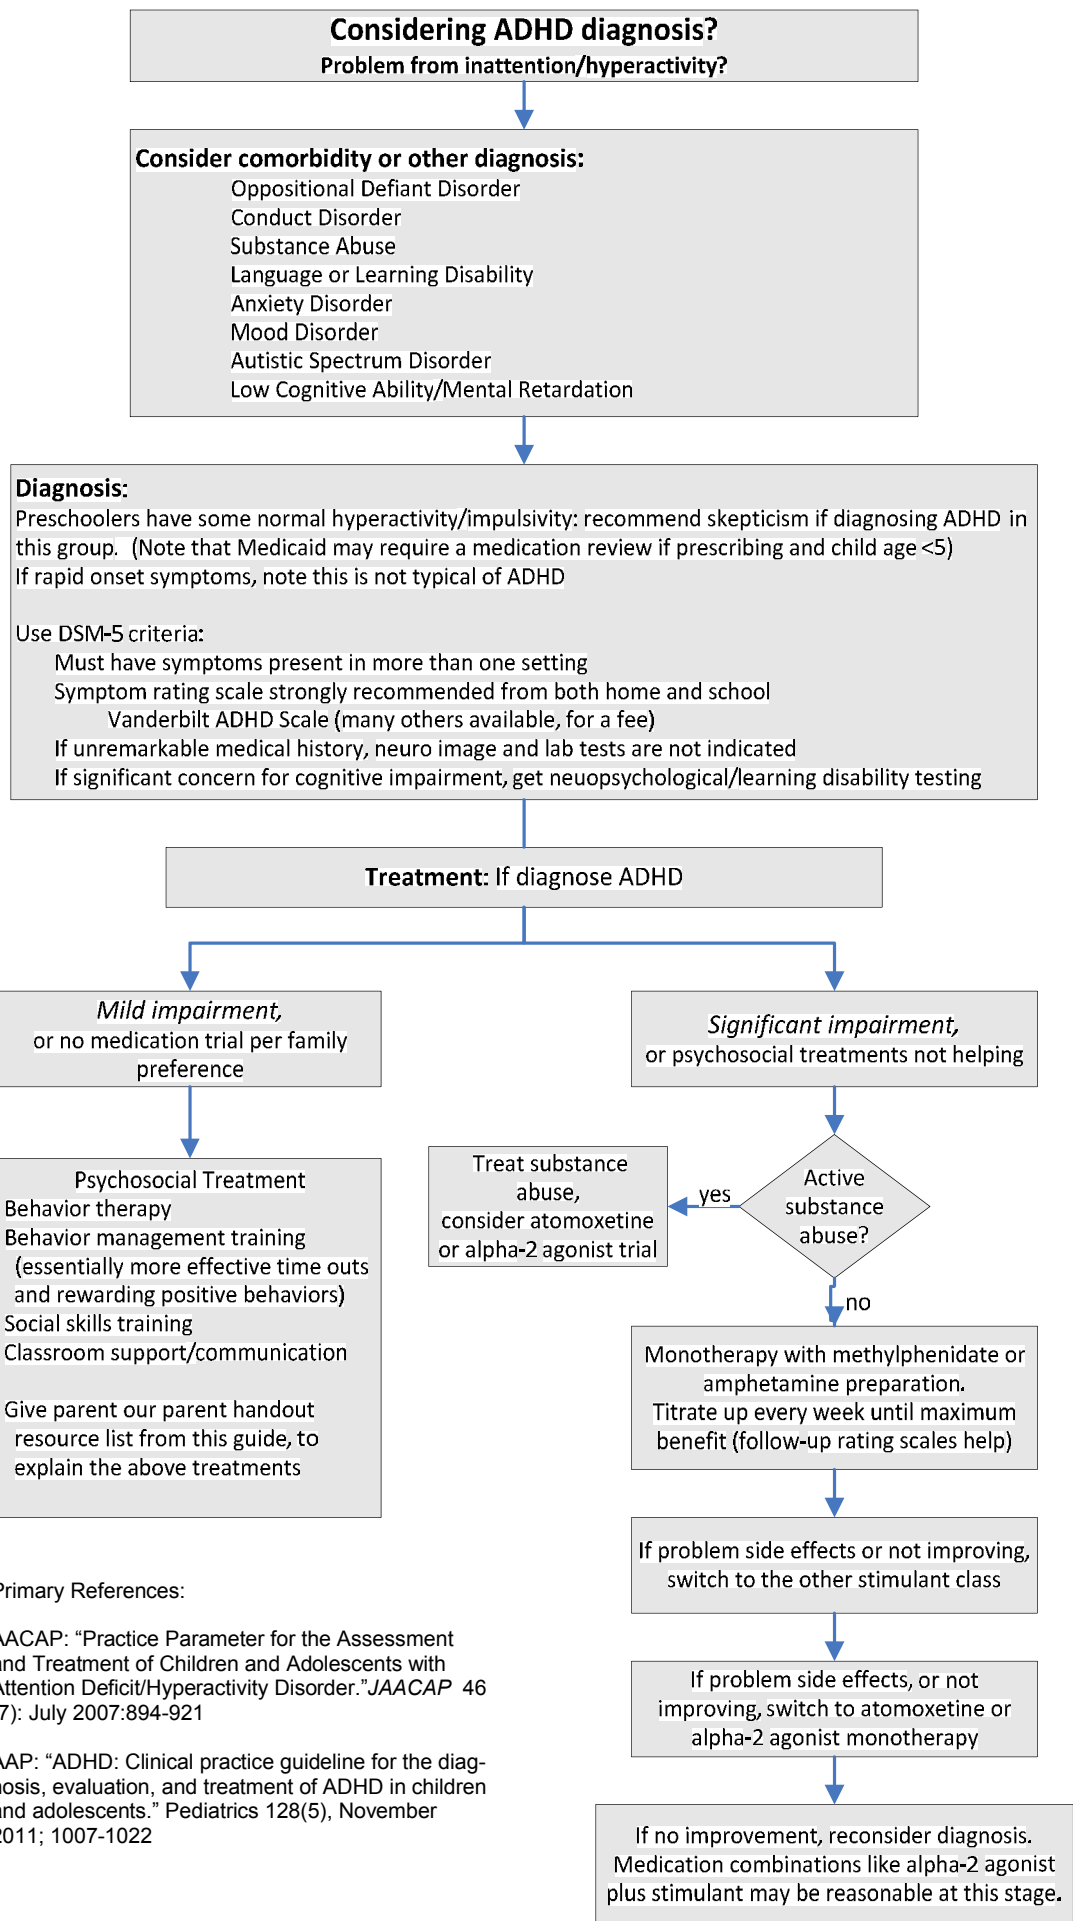 Considering ADHD diagnosis?
Problem from inattention/hyperactivity?
Consider comorbidity or other diagnosis:
Oppositional Defiant Disorder
Conduct Disorder
Substance Abuse
Language or Learning Disability
Anxiety Disorder
Mood Disorder
Autistic Spectrum Disorder
Low Cognitive Ability/Mental Retardation
Diagnosis:
Preschoolers have some normal hyperactivity/impulsivity: recommend skepticism if diagnosing ADHD in
this group. (Note that Medicaid may require a medication review if prescribing and child age <5)
If rapid onset symptoms, note this is not typical of ADHD
Use DSM-5 criteria:
Must have symptoms present in more than one setting
Symptom rating scale strongly recommended from both home and school
Vanderbilt ADHD Scale (many others available, for a fee)
If unremarkable medical history, neuro image and lab tests are not indicated
If significant concern for cognitive impairment, get neuopsychological/learning disability testing
Treatment: If diagnose ADHD
Mild impairment,
or no medication trial per family
preference
Psychosocial Treatment
Behavior therapy
Behavior management training
(essentially more effective time outs
and rewarding positive behaviors)
Social skills training
Classroom support/communication
Give parent our parent handout
resource list from this guide, to
explain the above treatments
Significant impairment,
or psychosocial treatments not helping
Active
substance
abuse?
yes
Treat substance
abuse,
consider atomoxetine
or alpha-2 agonist trial
no
Monotherapy with methylphenidate or
amphetamine preparation.
Titrate up every week until maximum
benefit (follow-up rating scales help)
If problem side effects or not improving,
switch to the other stimulant class
If problem side effects, or not
improving, switch to atomoxetine or
alpha-2 agonist monotherapy
If no improvement, reconsider diagnosis.
Medication combinations like alpha-2 agonist
plus stimulant may be reasonable at this stage.
Primary References:
AACAP: “Practice Parameter for the Assessment
and Treatment of Children and Adolescents with
Attention Deficit/Hyperactivity Disorder.”JAACAP 46
7): July 2007:894-921
AAP: “ADHD: Clinical practice guideline for the diag-
nosis, evaluation, and treatment of ADHD in children
and adolescents.” Pediatrics 128(5), November
2011; 1007-1022